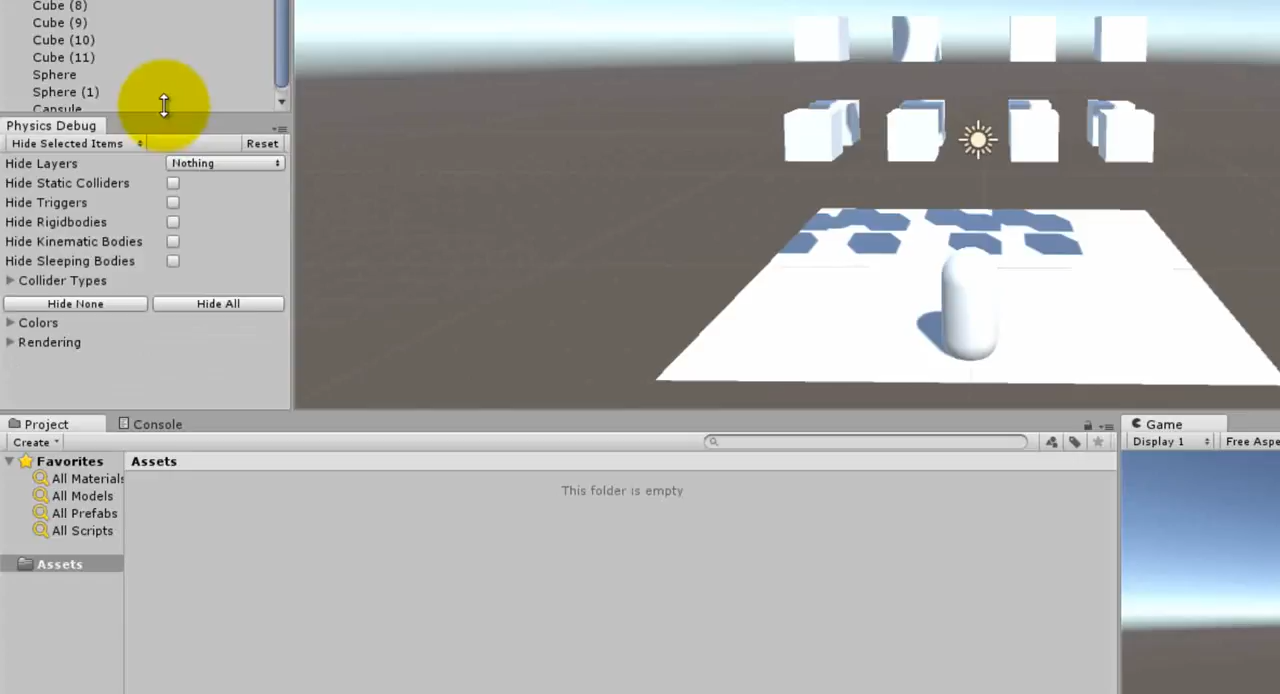 Cube (8)
Cube (9)
Cube (10)
Cube (11)
Sphere
Sphere (1)
Capsule
Physics Debug
Hide Selected Items
Reset
Hide Layers
Nothing
Hide Static Colliders
Hide Triggers
Hide Rigidbodies
Hide Kinematic Bodies
Hide Sleeping Bodies
Collider Types
Hide None
Hide All
Colors
Rendering
Project
Console
Create
Favorites
All Materials
All Models
All Prefabs
All Scripts
Assets
Assets
This folder is empty
Game
Display 1
Free Aspe